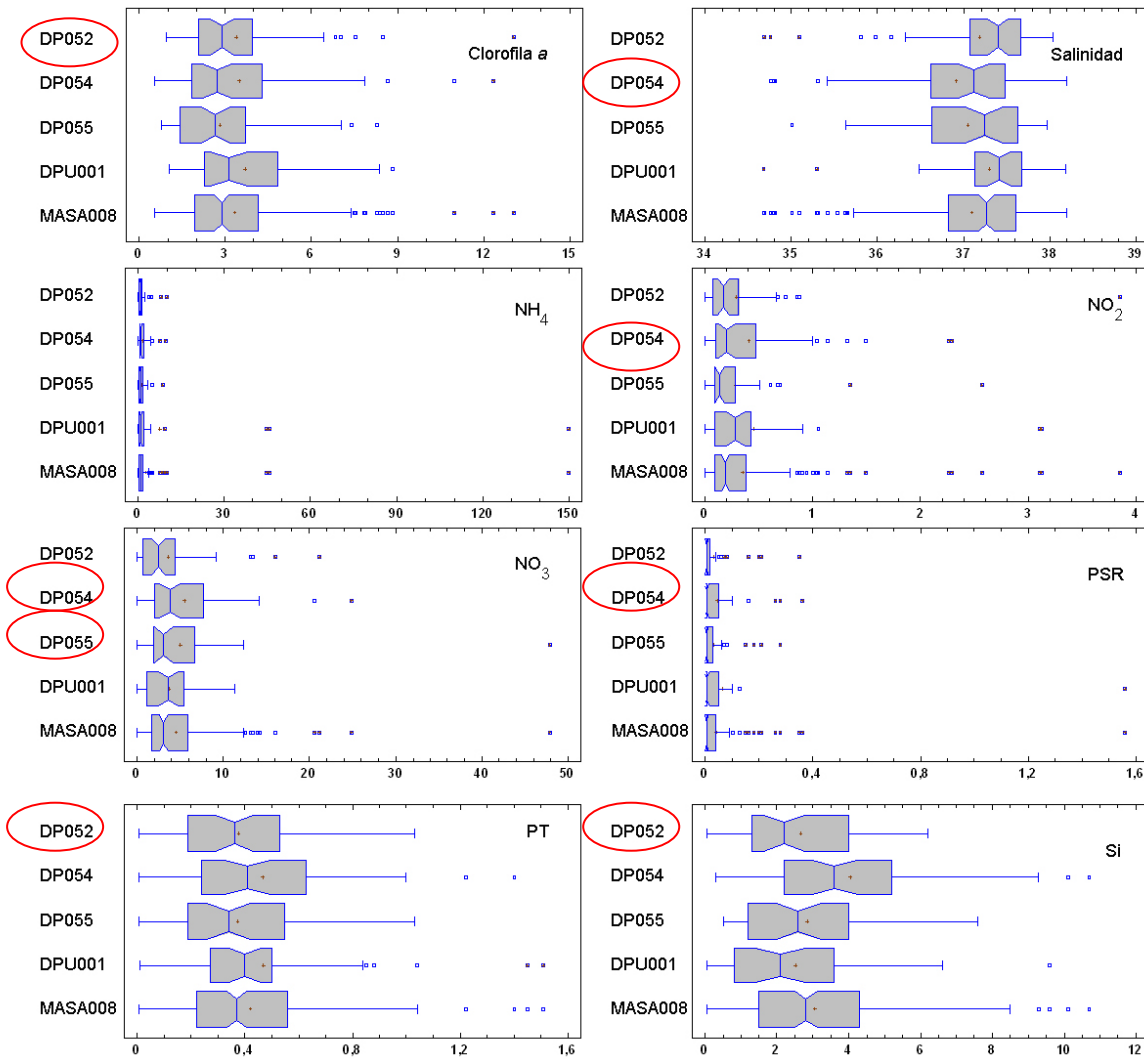 DP052
DP054
DP055
DPU001
MASA008
Clorofila a
0 3 6 9 12 15
DP052
DP054
DP055
DPU001
MASA008
Salinidad
34 35 36 37 38 39
DP052
DP054
DP055
DPU001
MASA008
NH4
0 30 60 90 120 150
DP052
DP054
DP055
DPU001
MASA008
NO2
0 1 2 3 4
DP052
DP054
DP055
DPU001
MASA008
NO3
0 10 20 30 40 50
DP052
DP054
DP055
DPU001
MASA008
PSR
0 0,4 0,8 1,2 1,6
DP052
DP054
DP055
DPU001
MASA008
PT
0 0,4 0,8 1,2 1,6
DP052
DP054
DP055
DPU001
MASA008
Si
0 2 4 6 8 10 12